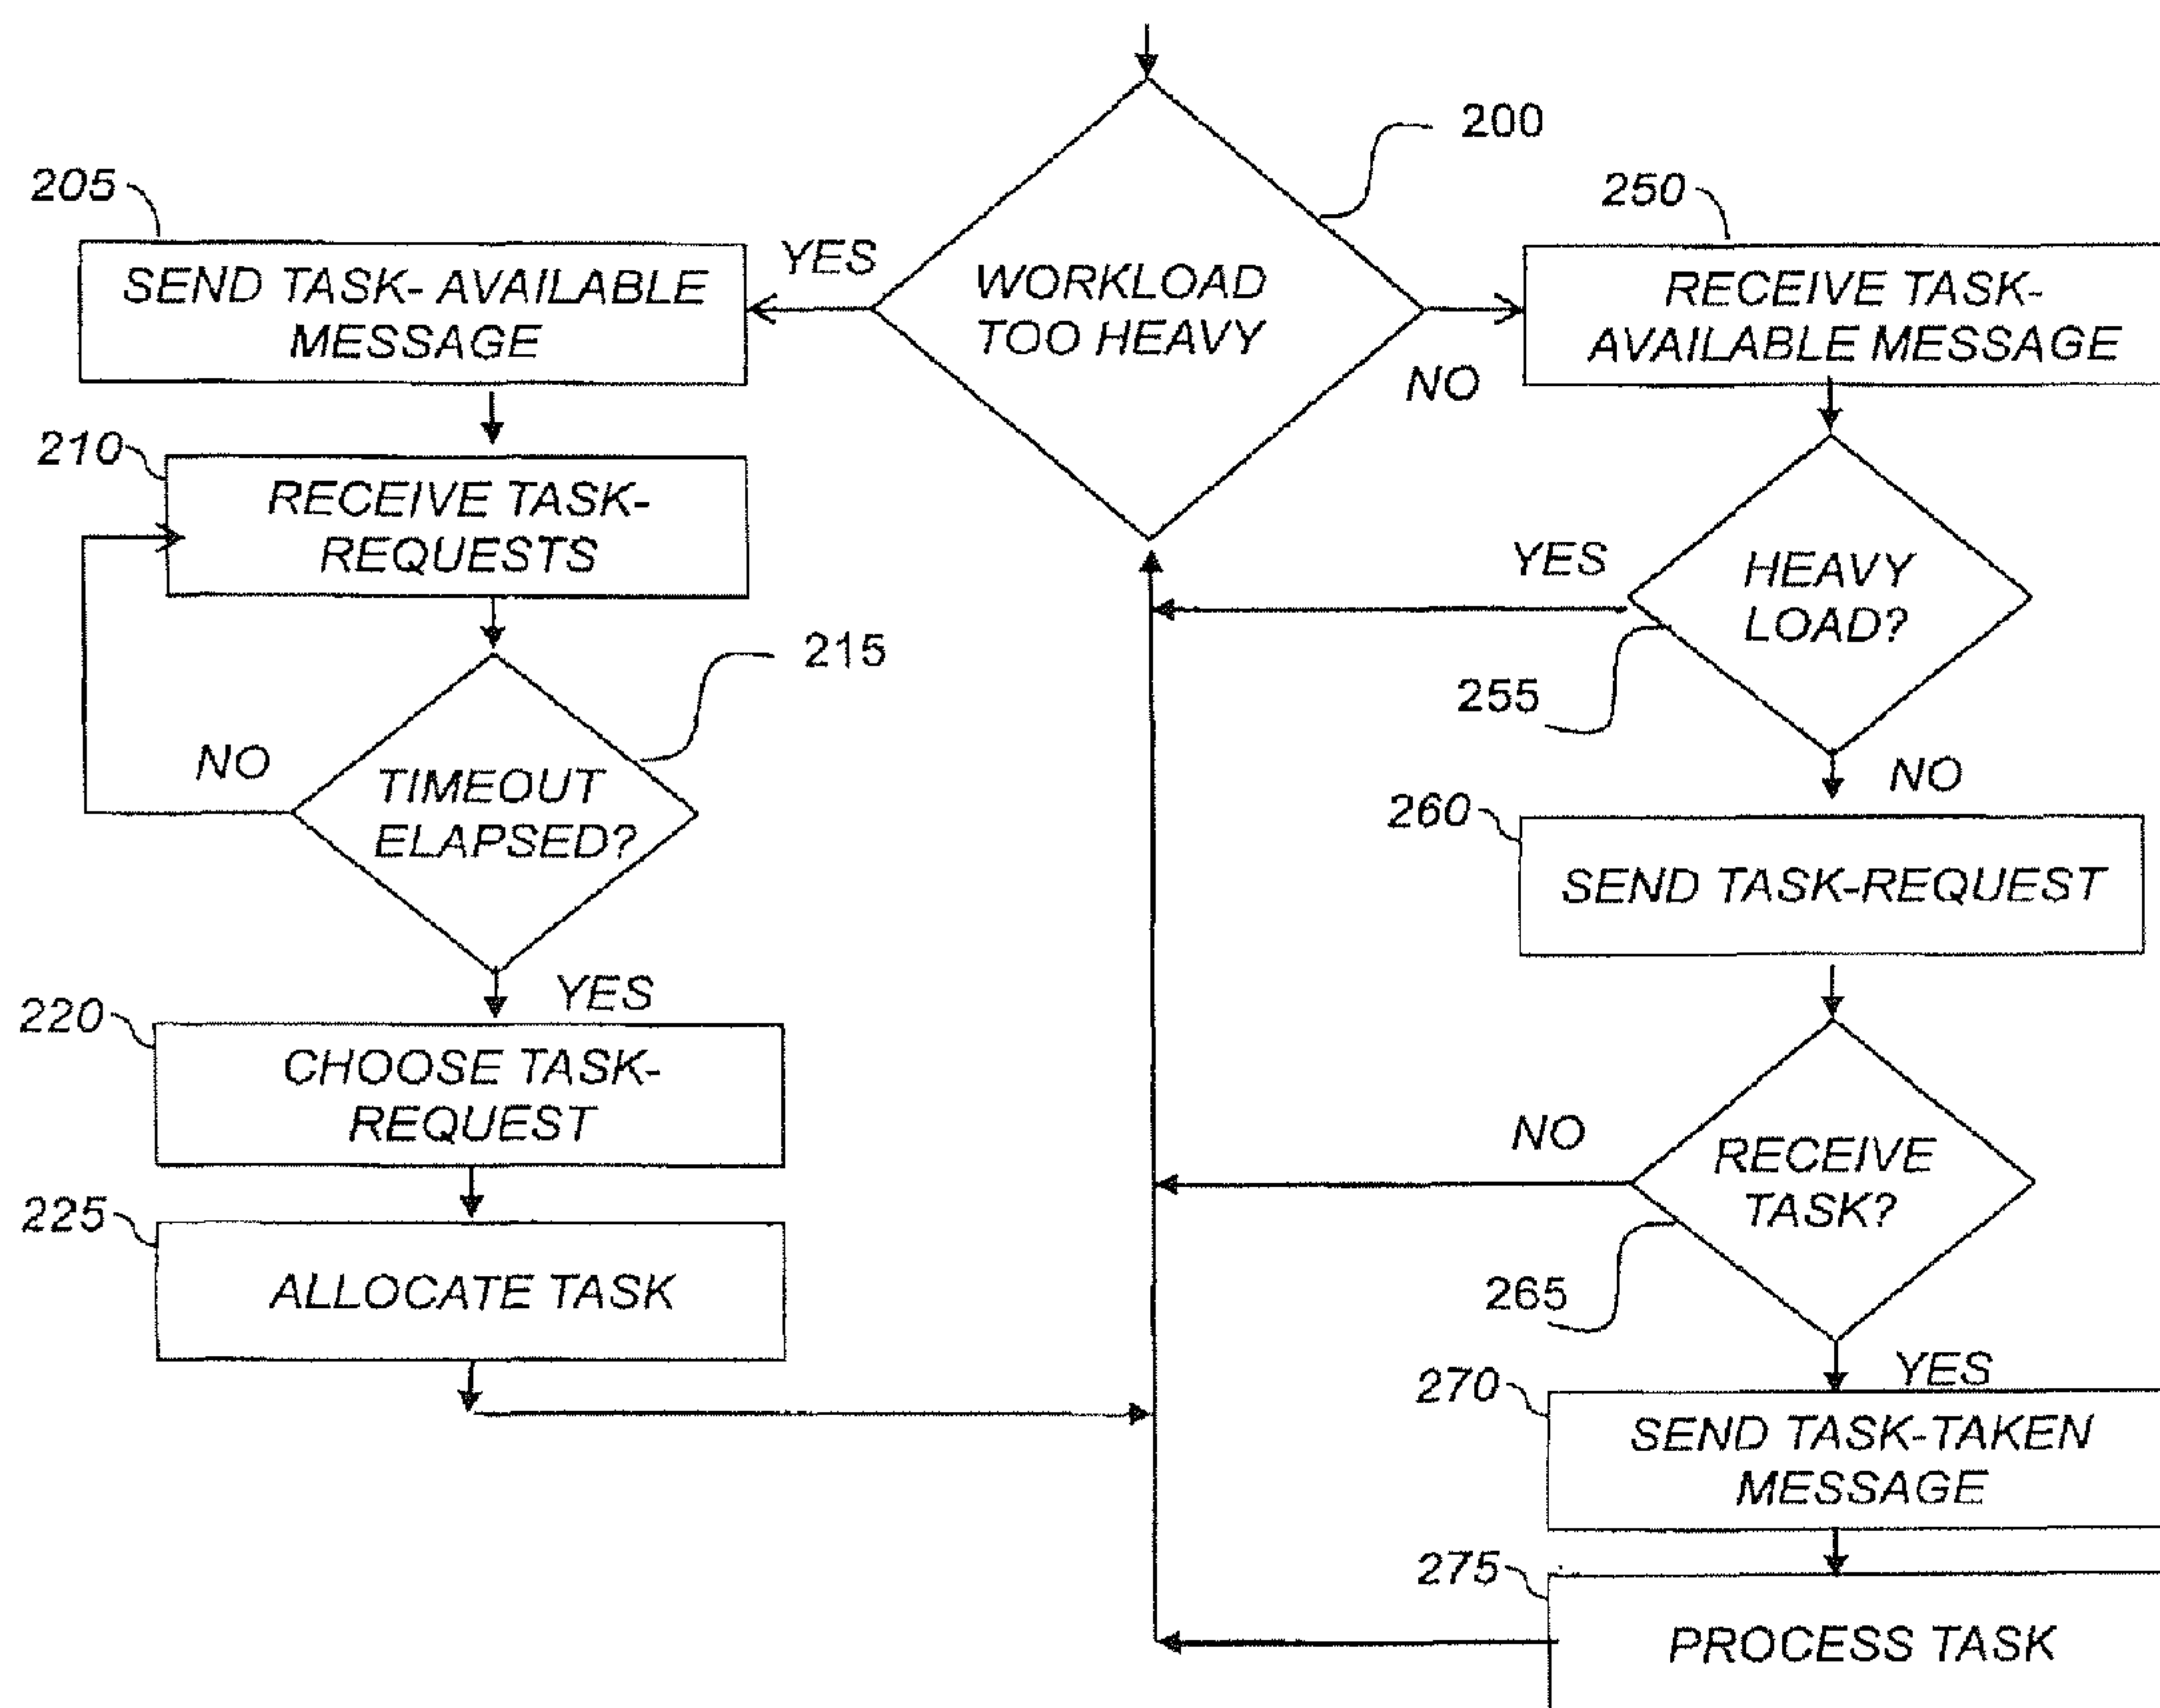 200
WORKLOAD
TOO HEAVY
YES
NO
205
SEND TASK- AVAILABLE
MESSAGE
210
RECEIVE TASK-
REQUESTS
215
TIMEOUT
ELAPSED?
NO
YES
220
CHOOSE TASK-
REQUEST
225
ALLOCATE TASK
250
RECEIVE TASK-
AVAILABLE MESSAGE
255
HEAVY
LOAD?
YES
NO
260
SEND TASK-REQUEST
265
RECEIVE
TASK?
NO
YES
270
SEND TASK-TAKEN
MESSAGE
275
PROCESS TASK